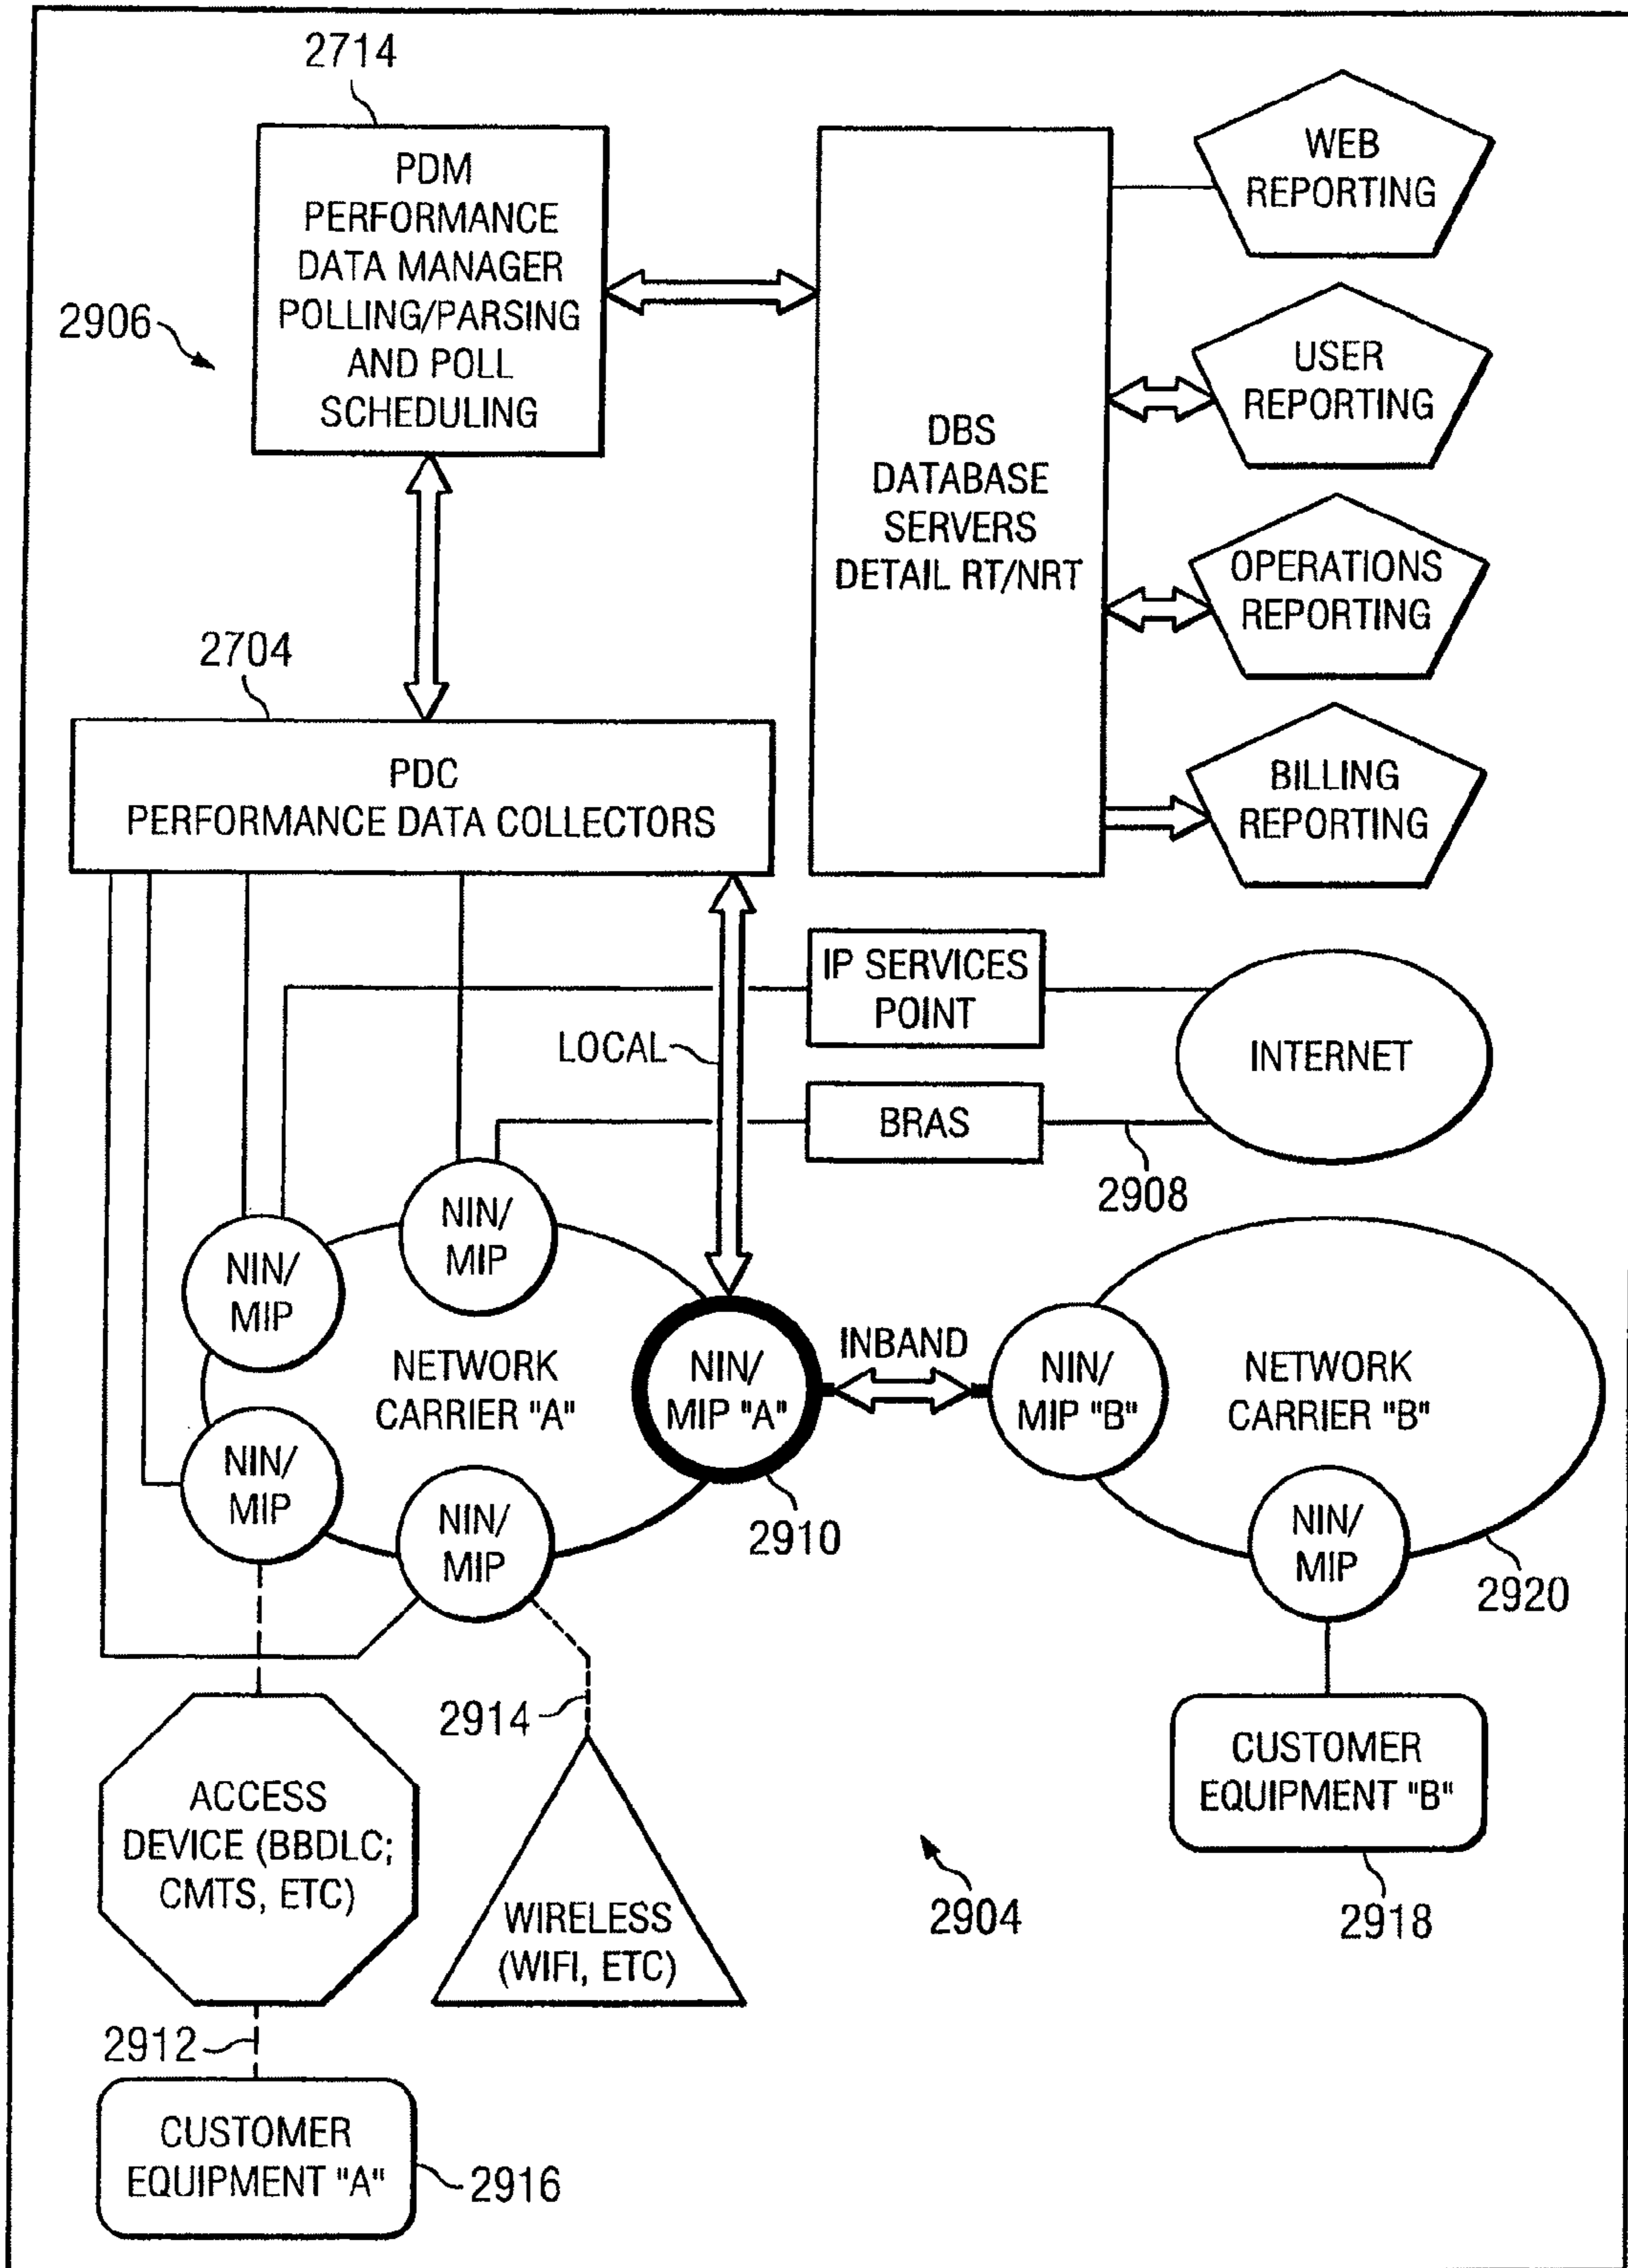 2714
PDM
PERFORMANCE
DATA MANAGER
POLLING/PARSING
AND POLL
SCHEDULING
2906
DBS
DATABASE
SERVERS
DETAIL RT/NRT
WEB
REPORTING
USER
REPORTING
OPERATIONS
REPORTING
BILLING
REPORTING
2704
PDC
PERFORMANCE DATA COLLECTORS
IP SERVICES
POINT
LOCAL
BRAS
INTERNET
2908
NIN/
MIP
NIN/
MIP
NETWORK
CARRIER "A"
NIN/
MIP "A"
INBAND
NIN/
MIP "B"
NETWORK
CARRIER "B"
NIN/
MIP
NIN/
MIP
2910
NIN/
MIP
2920
2914
ACCESS
DEVICE (BBDLC;
CMTS, ETC)
WIRELESS
(WIFI, ETC)
CUSTOMER
EQUIPMENT "B"
2904
2918
2912
CUSTOMER
EQUIPMENT "A"
2916